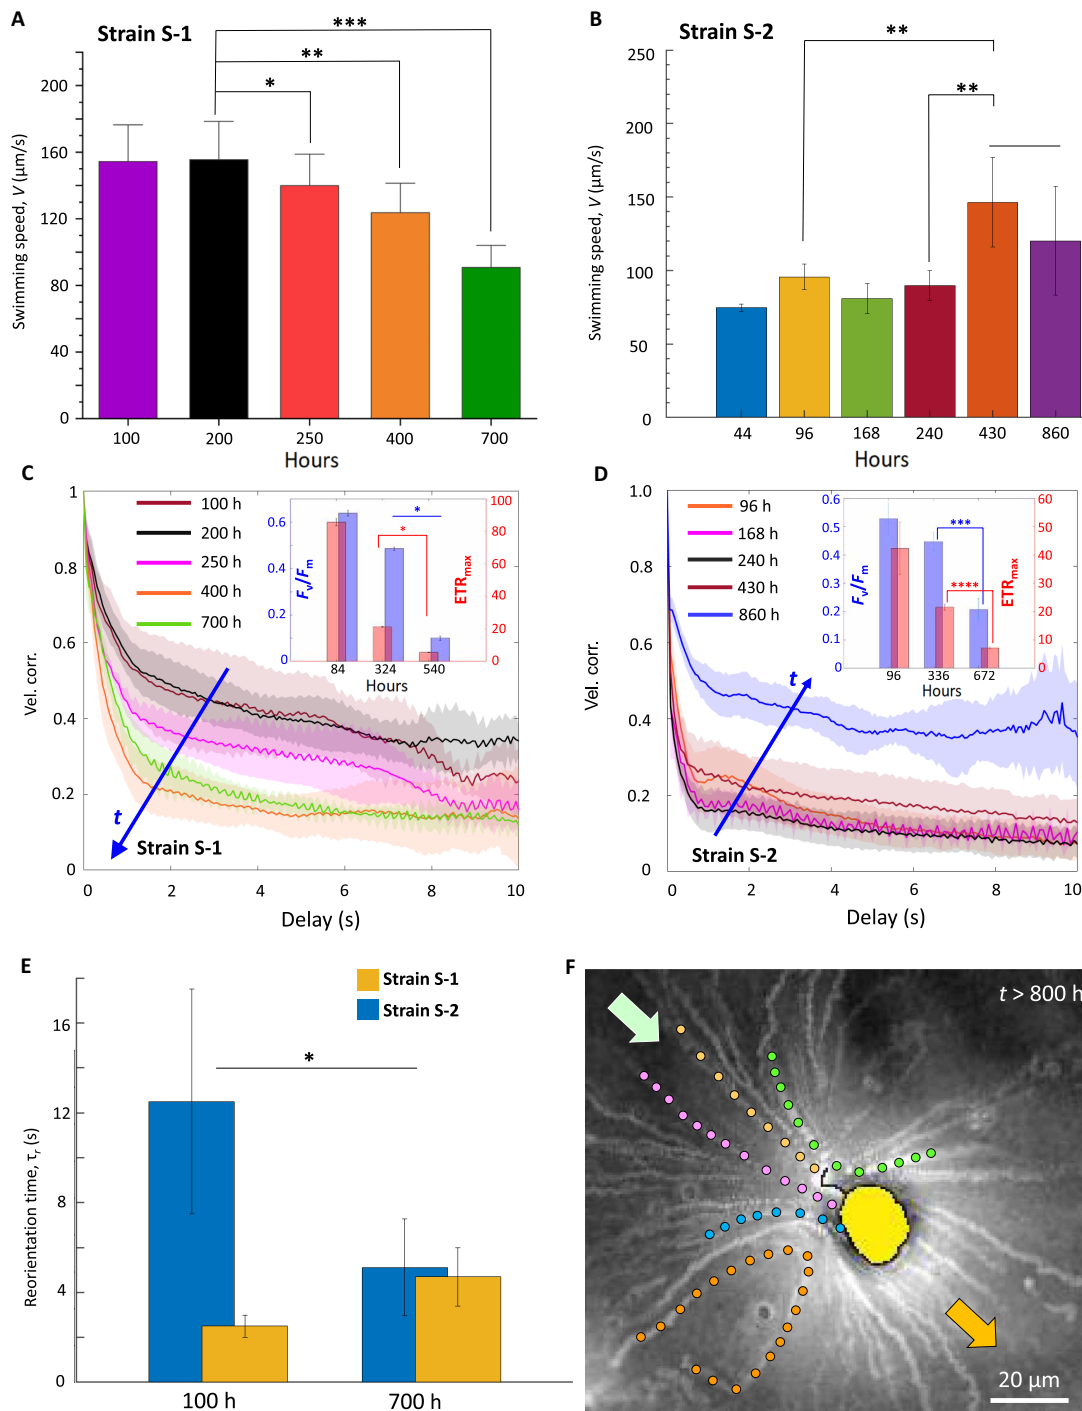 A
Strain S-1
***
**
*
Swimming speed, V (µm/s)
200
160
120
80
40
0
100
200
250
400
700
Hours
B
Strain S-2
**
**
Swimming speed, V (µm/s)
250
200
150
100
50
0
44
96
168
240
430
860
Hours
C
Vel. corr.
1
0.8
0.6
0.4
0.2
0
0
2
4
6
8
10
Delay (s)
100 h
200 h
250 h
400 h
700 h
t
Strain S-1
Fv/Fm
0.6
0.4
0.2
0
*
*
100
80
60
40
20
0
ETRmax
84
324
540
Hours
D
Vel. corr.
1
0.8
0.6
0.4
0.2
0
0
2
4
6
8
10
Delay (s)
96 h
168 h
240 h
430 h
860 h
t
Strain S-2
Fv/Fm
0.6
0.5
0.4
0.3
0.2
0.1
0
***
****
60
50
40
30
20
10
0
ETRmax
96
336
672
Hours
E
Strain S-1
Strain S-2
*
Reorientation time, τr (s)
16
12
8
4
0
100 h
700 h
F
t > 800 h
20 µm